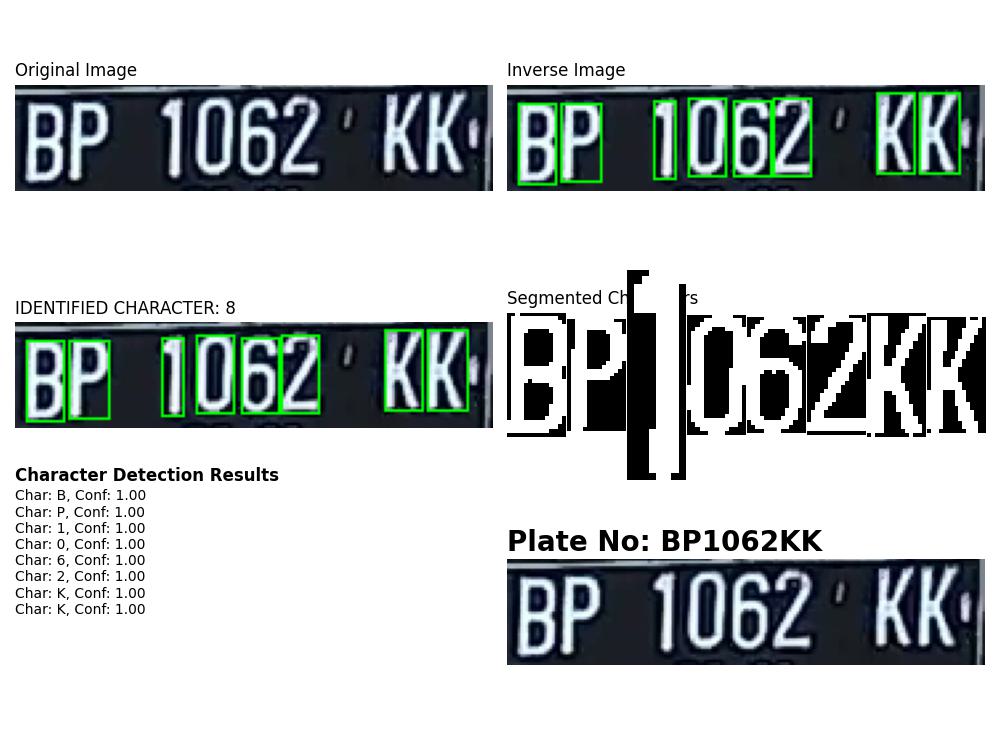 Original Image
BP 1062 KK
Inverse Image
BP 1062 KK
IDENTIFIED CHARACTER: 8
BP 1062 KK
Segmented Ch rs
BP1062KK
Character Detection Results
Char: B, Conf: 1.00
Char: P, Conf: 1.00
Char: 1, Conf: 1.00
Char: 0, Conf: 1.00
Char: 6, Conf: 1.00
Char: 2, Conf: 1.00
Char: K, Conf: 1.00
Char: K, Conf: 1.00
Plate No: BP1062KK
BP 1062 KK